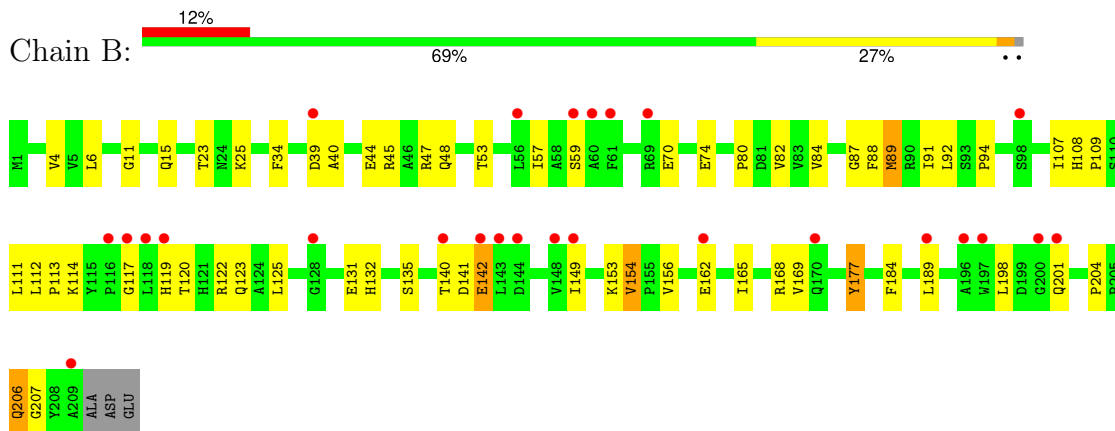 12%
Chain B:
69% 27% • •
M1 V4 V5 L6 G11 Q15 T23 N24 K25 F34 D39 A40 E44 R45 A46 R47 Q48 T53 L56 I57 A58 S59 A60 F61 R69 E70 E74 P80 D81 V82 V83 V84 G87 F88 M89 R90 I91 L92 S93 P94 S98 I107 H108 P109 S110
L111 L112 P113 K114 Y115 P116 G117 L118 H119 T120 H121 R122 Q123 A124 L125 G128 E131 H132 S135 T140 D141 E142 L143 D144 V148 I149 K153 V154 P155 V156 E162 I165 R168 V169 Q170 Y177 F184 L189 A196 W197 L198 D199 G200 Q201 P204 P205
Q206 G207 Y208 A209 ALA ASP GLU